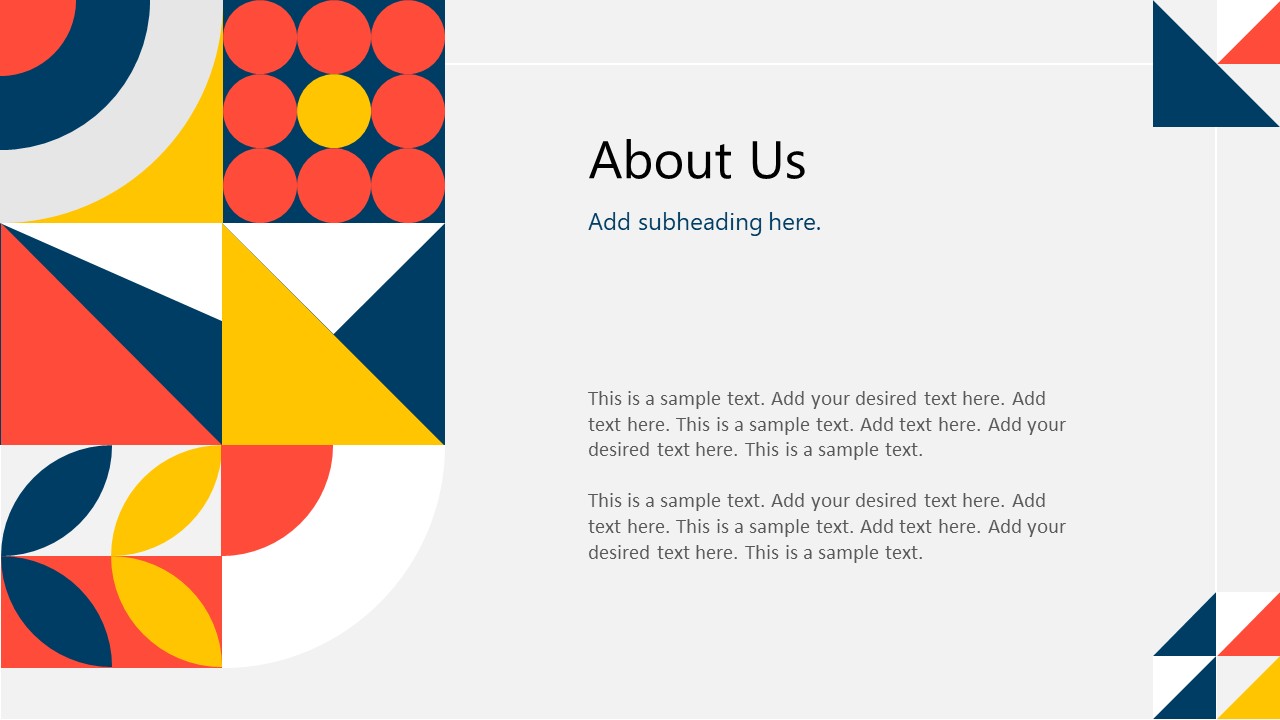 About Us
Add subheading here.
This is a sample text. Add your desired text here. Add
text here. This is a sample text. Add text here. Add your
desired text here. This is a sample text.
This is a sample text. Add your desired text here. Add
text here. This is a sample text. Add text here. Add your
desired text here. This is a sample text.